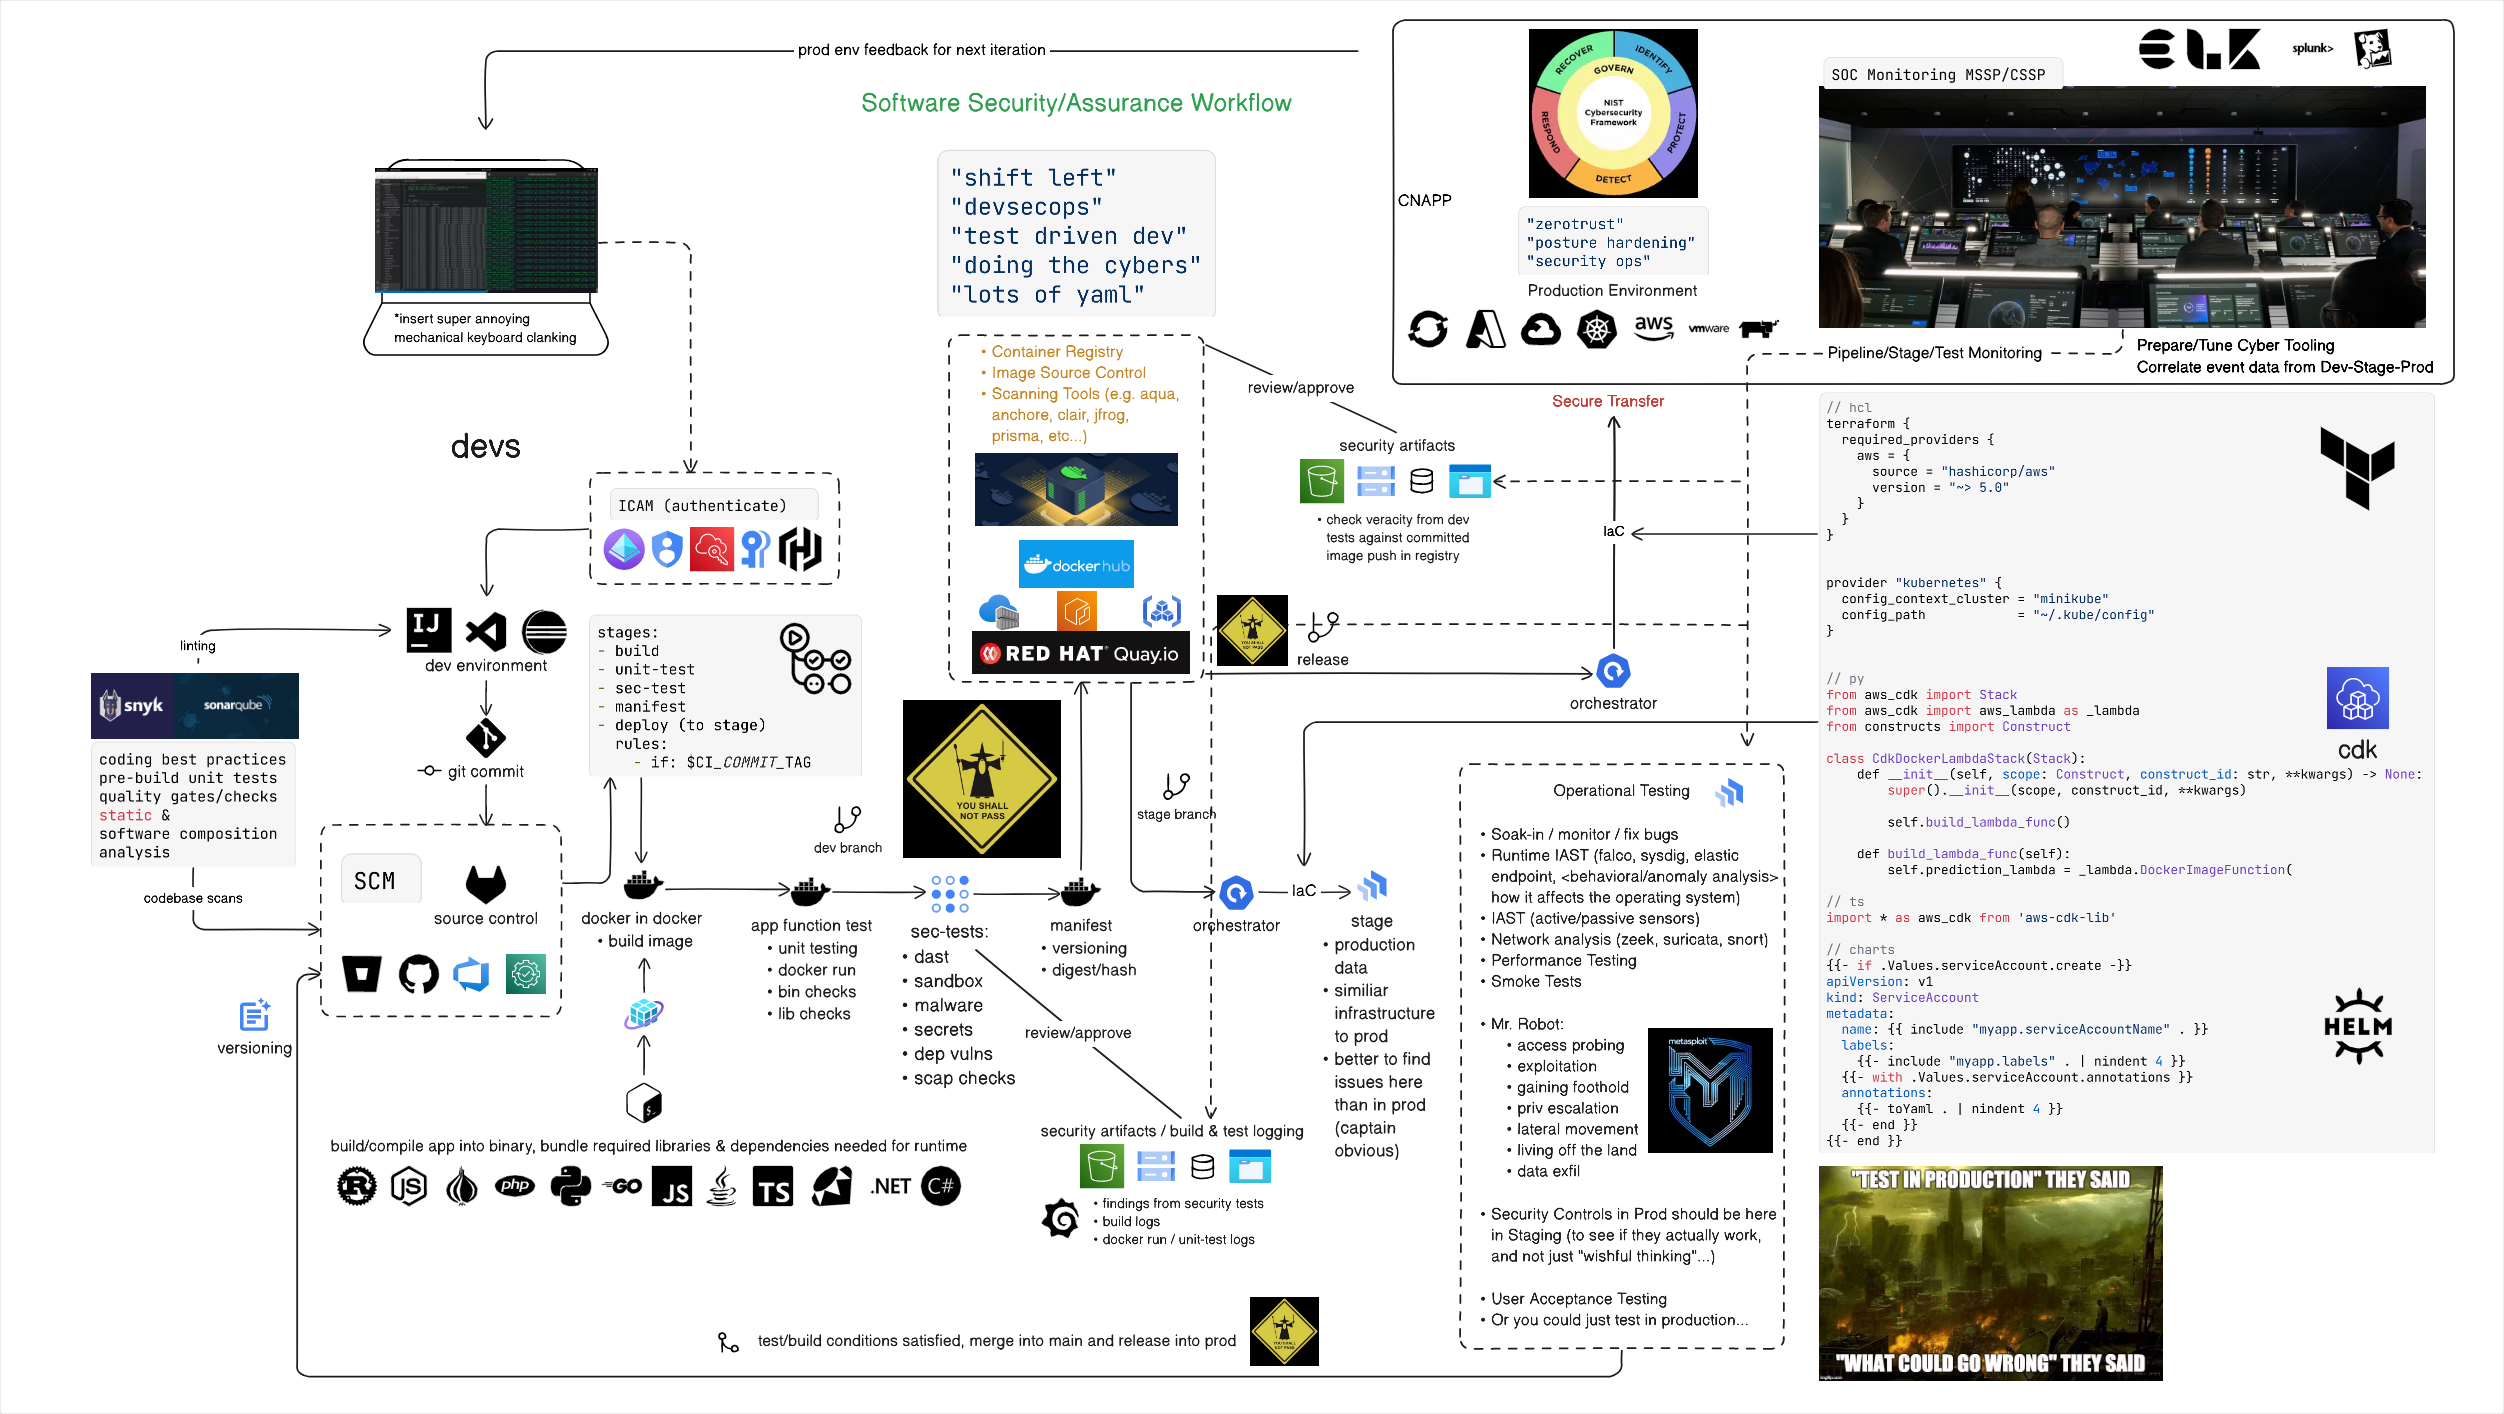 prod env feedback for next iteration
Software Security/Assurance Workflow
"shift left"
"devsecops"
"test driven dev"
"doing the cybers"
"lots of yaml"
*insert super annoying
mechanical keyboard clanking
devs
ICAM (authenticate)
linting
IJ
dev environment
snyk
sonarqube
coding best practices
pre-build unit tests
quality gates/checks
static &
software composition
analysis
codebase scans
git commit
SCM
source control
versioning
stages:
- build
- unit-test
- sec-test
- manifest
- deploy (to stage)
rules:
- if: $CI_COMMIT_TAG
docker in docker
• build image
$_
build/compile app into binary, bundle required libraries & dependencies needed for runtime
R
JS
php
GO
JS
TS
.NET
C#
dev branch
app function test
• unit testing
• docker run
• bin checks
• lib checks
YOU SHALL
NOT PASS
sec-tests:
• dast
• sandbox
• malware
• secrets
• dep vulns
• scap checks
manifest
• versioning
• digest/hash
review/approve
security artifacts / build & test logging
• findings from security tests
• build logs
• docker run / unit-test logs
• Container Registry
• Image Source Control
• Scanning Tools (e.g. aqua,
anchore, clair, jfrog,
prisma, etc...)
dockerhub
RED HAT® Quay.io
review/approve
security artifacts
• check veracity from dev
tests against committed
image push in registry
YOU SHALL
NOT PASS
release
stage branch
orchestrator
IaC
stage
• production
data
• similiar
infrastructure
to prod
• better to find
issues here
than in prod
(captain
obvious)
orchestrator
IaC
Secure Transfer
CNAPP
RECOVER
IDENTIFY
GOVERN
NIST
Cybersecurity
Framework
RESPOND
PROTECT
DETECT
"zerotrust"
"posture hardening"
"security ops"
Production Environment
aws
vmware
SOC Monitoring MSSP/CSSP
ELK
splunk>
Pipeline/Stage/Test Monitoring
Prepare/Tune Cyber Tooling
Correlate event data from Dev-Stage-Prod
Operational Testing
• Soak-in / monitor / fix bugs
• Runtime IAST (falco, sysdig, elastic
endpoint, <behavioral/anomaly analysis>
how it affects the operating system)
• IAST (active/passive sensors)
• Network analysis (zeek, suricata, snort)
• Performance Testing
• Smoke Tests
• Mr. Robot:
• access probing
• exploitation
• gaining foothold
• priv escalation
• lateral movement
• living off the land
• data exfil
metasploit
• Security Controls in Prod should be here
in Staging (to see if they actually work,
and not just "wishful thinking"...)
• User Acceptance Testing
• Or you could just test in production...
test/build conditions satisfied, merge into main and release into prod
YOU SHALL
NOT PASS
// hcl
terraform {
required_providers {
aws = {
source = "hashicorp/aws"
version = "~> 5.0"
}
}
}
provider "kubernetes" {
config_context_cluster = "minikube"
config_path = "~/.kube/config"
}
// py
from aws_cdk import Stack
from aws_cdk import aws_lambda as _lambda
from constructs import Construct
class CdkDockerLambdaStack(Stack):
def __init__(self, scope: Construct, construct_id: str, **kwargs) -> None:
super().__init__(scope, construct_id, **kwargs)
self.build_lambda_func()
def build_lambda_func(self):
self.prediction_lambda = _lambda.DockerImageFunction(
// ts
import * as aws_cdk from 'aws-cdk-lib'
// charts
{{- if .Values.serviceAccount.create -}}
apiVersion: v1
kind: ServiceAccount
metadata:
name: {{ include "myapp.serviceAccountName" . }}
labels:
{{- include "myapp.labels" . | nindent 4 }}
{{- with .Values.serviceAccount.annotations }}
annotations:
{{- toYaml . | nindent 4 }}
{{- end }}
{{- end }}
cdk
HELM
"TEST IN PRODUCTION" THEY SAID
"WHAT COULD GO WRONG" THEY SAID
imgflip.com